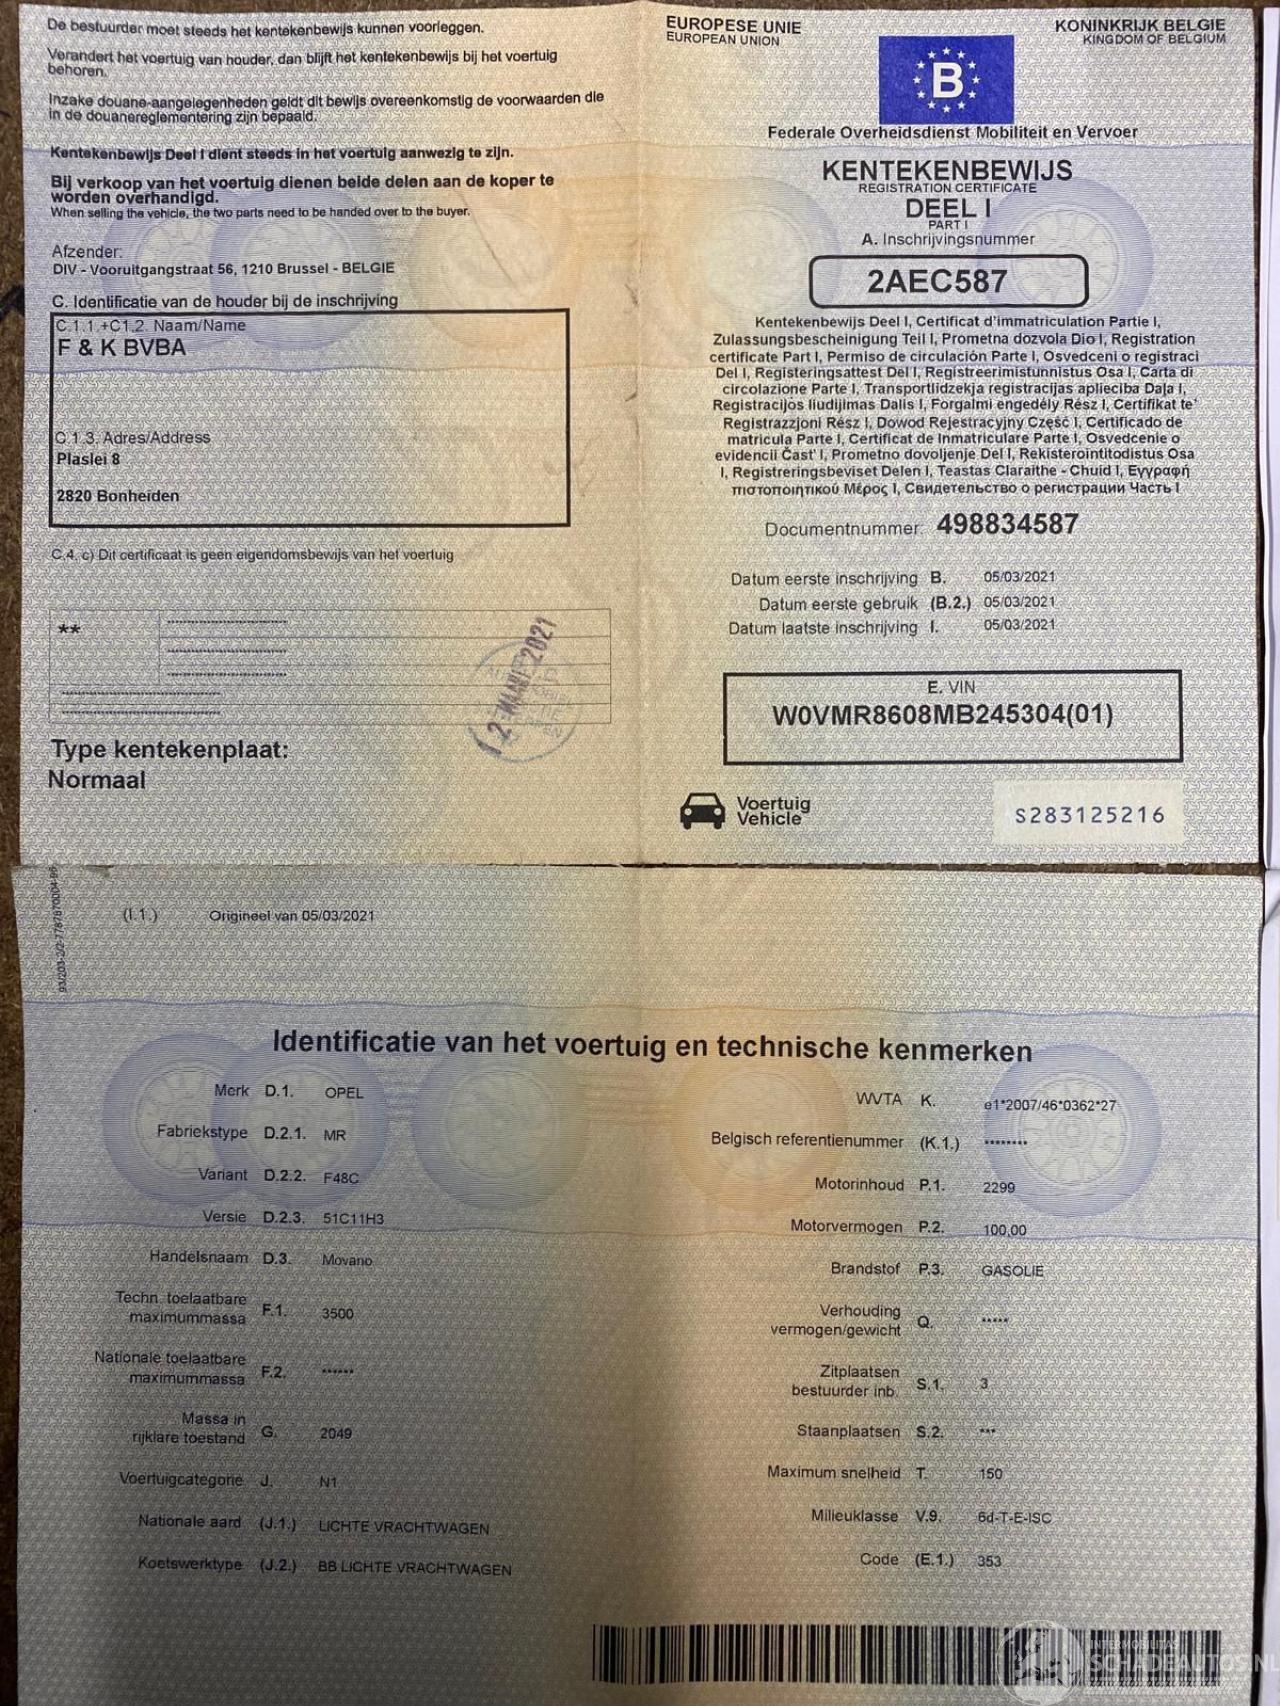 De bestuurder moet steeds het kentekenbewijs kunnen voorleggen.
Verandert het voertuig van houder, dan blijft het kentekenbewijs bij het voertuig
behoren.
Inzake douane-aangelegenheden geldt dit bewijs overeenkomstig de voorwaarden die
in de douanereglementering zijn bepaald.
Kentekenbewijs Deel I dient steeds in het voertuig aanwezig te zijn.
Bij verkoop van het voertuig dienen beide delen aan de koper te
worden overhandigd.
When selling the vehicle, the two parts need to be handed over to the buyer.
Afzender:
DIV - Vooruitgangstraat 56, 1210 Brussel - BELGIE
C. Identificatie van de houder bij de inschrijving
C.1.1.+C1.2. Naam/Name
F & K BVBA
C.1.3. Adres/Address
Plaslei 8
2820 Bonheiden
C.4. c) Dit certificaat is geen eigendomsbewijs van het voertuig
**
12 MAART 2021
Type kentekenplaat:
Normaal
EUROPESE UNIE
EUROPEAN UNION
KONINKRIJK BELGIE
KINGDOM OF BELGIUM
B
Federale Overheidsdienst Mobiliteit en Vervoer
KENTEKENBEWIJS
REGISTRATION CERTIFICATE
DEEL I
PART I
A. Inschrijvingsnummer
2AEC587
Kentekenbewijs Deel I, Certificat d'immatriculation Partie I,
Zulassungsbescheinigung Teil I, Prometna dozvola Dio I, Registration
certificate Part I, Permiso de circulación Parte I, Osvedceni o registraci
Del I, Registeringsattest Del I, Registreerimistunnistus Osa I, Carta di
circolazione Parte I, Transportlidzekja registracijas aplieciba Daļa I,
Registracijos liudijimas Dalis I, Forgalmi engedély Rész I, Certifikat te'
Registrazzjoni Rész I, Dowod Rejestracyjny Część I, Certificado de
matricula Parte I, Certificat de Inmatriculare Parte I, Osvedcenie o
evidencii Čast' I, Prometno dovoljenje Del I, Rekisterointitodistus Osa
I, Registreringsbeviset Delen I, Teastas Claraithe - Chuid I, Εγγραφή
πιστοποιητικού Μέρος I, Свидетельство о регистрации Часть I
Documentnummer: 498834587
Datum eerste inschrijving B. 05/03/2021
Datum eerste gebruik (B.2.) 05/03/2021
Datum laatste inschrijving I. 05/03/2021
E. VIN
W0VMR8608MB245304(01)
Voertuig
Vehicle
S283125216
(I.1.) Origineel van 05/03/2021
Identificatie van het voertuig en technische kenmerken
Merk D.1. OPEL
Fabriekstype D.2.1. MR
Variant D.2.2. F48C
Versie D.2.3. 51C11H3
Handelsnaam D.3. Movano
Techn. toelaatbare
maximummassa F.1. 3500
Nationale toelaatbare
maximummassa F.2. ******
Massa in
rijklare toestand G. 2049
Voertuigcategorie J. N1
Nationale aard (J.1.) LICHTE VRACHTWAGEN
Koetswerktype (J.2.) BB LICHTE VRACHTWAGEN
WVTA K. e1*2007/46*0362*27
Belgisch referentienummer (K.1.) ********
Motorinhoud P.1. 2299
Motorvermogen P.2. 100,00
Brandstof P.3. GASOLIE
Verhouding
vermogen/gewicht Q. *****
Zitplaatsen
bestuurder inb. S.1. 3
Staanplaatsen S.2. ***
Maximum snelheid T. 150
Milieuklasse V.9. 6d-T-E-ISC
Code (E.1.) 353
INTERMOBILITAS
SCHADEAUTOS.NL